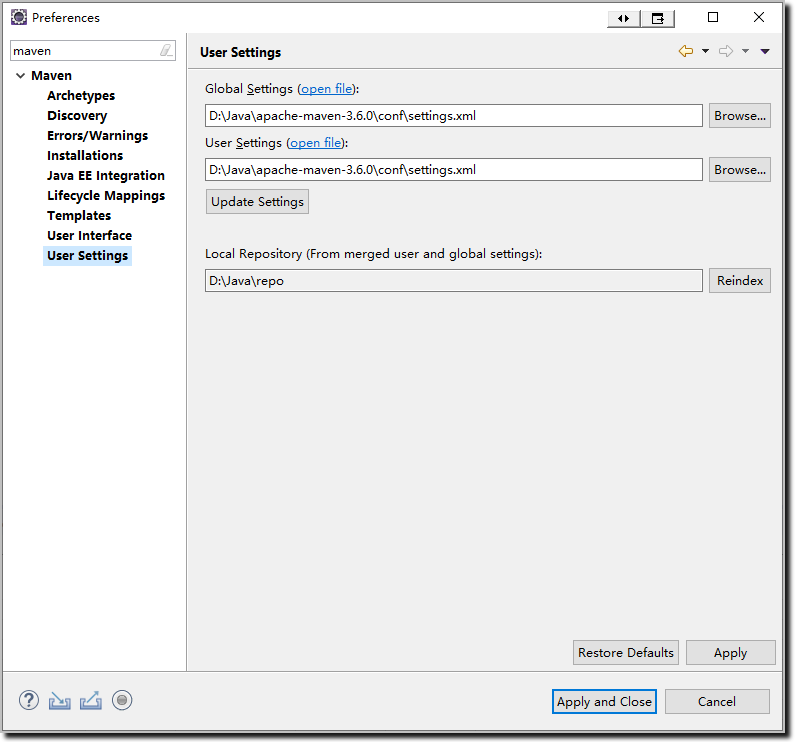 Preferences
maven
Maven
Archetypes
Discovery
Errors/Warnings
Installations
Java EE Integration
Lifecycle Mappings
Templates
User Interface
User Settings
User Settings
Global Settings (open file):
D:\Java\apache-maven-3.6.0\conf\settings.xml
Browse...
User Settings (open file):
D:\Java\apache-maven-3.6.0\conf\settings.xml
Browse...
Update Settings
Local Repository (From merged user and global settings):
D:\Java\repo
Reindex
Restore Defaults
Apply
?
Apply and Close
Cancel